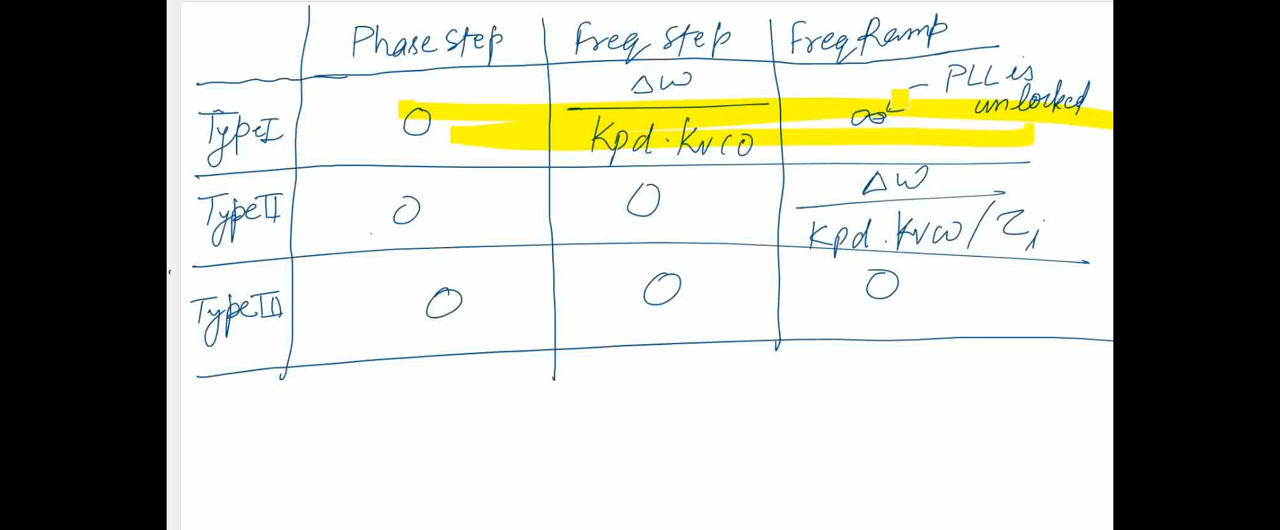 Phase Step Freq Step Freq Ramp
Type I 0 Δω / Kpd. Kvco ∞ PLL is unlocked
Type II 0 0 Δω / Kpd. Kvco / τi
Type III 0 0 0